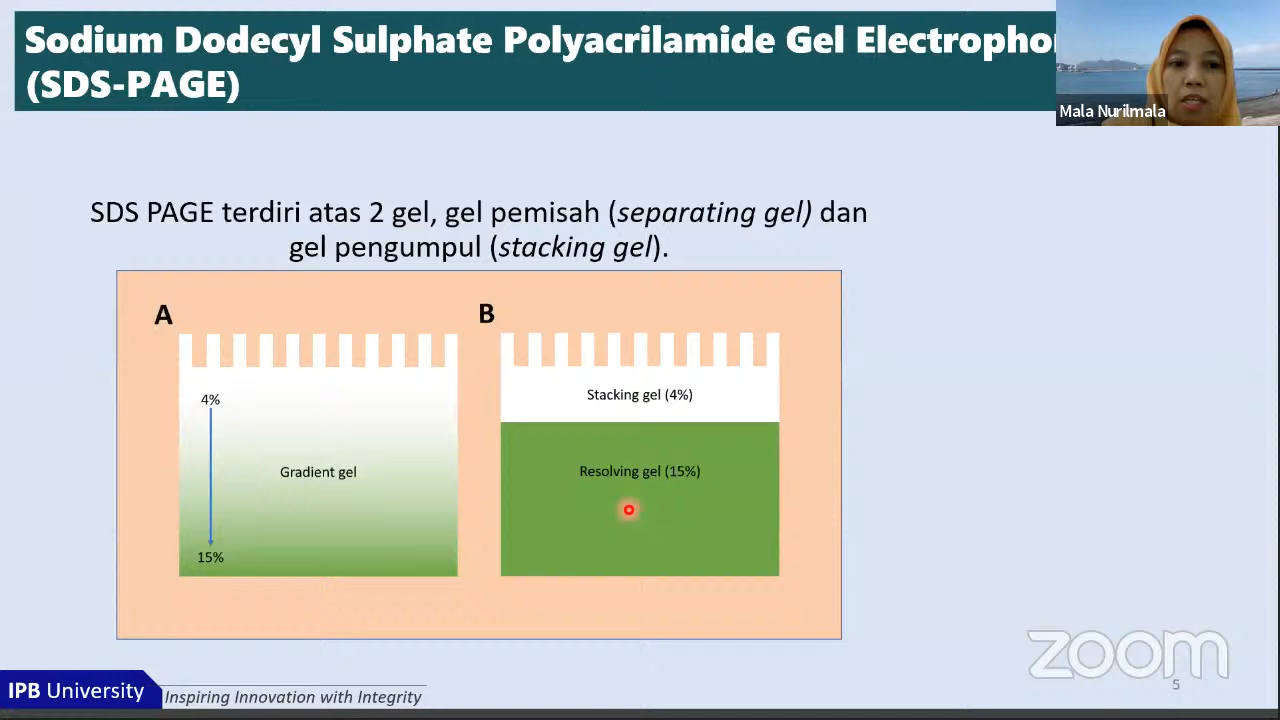 Sodium Dodecyl Sulphate Polyacrilamide Gel
(SDS-PAGE)
Mala Nurilmala
SDS PAGE terdiri atas 2 gel, gel pemisah (separating gel) dan
gel pengumpul (stacking gel).
A
B
4%
Gradient gel
15%
Stacking gel (4%)
Resolving gel (15%)
zoom
5
IPB University
Inspiring Innovation with Integrity